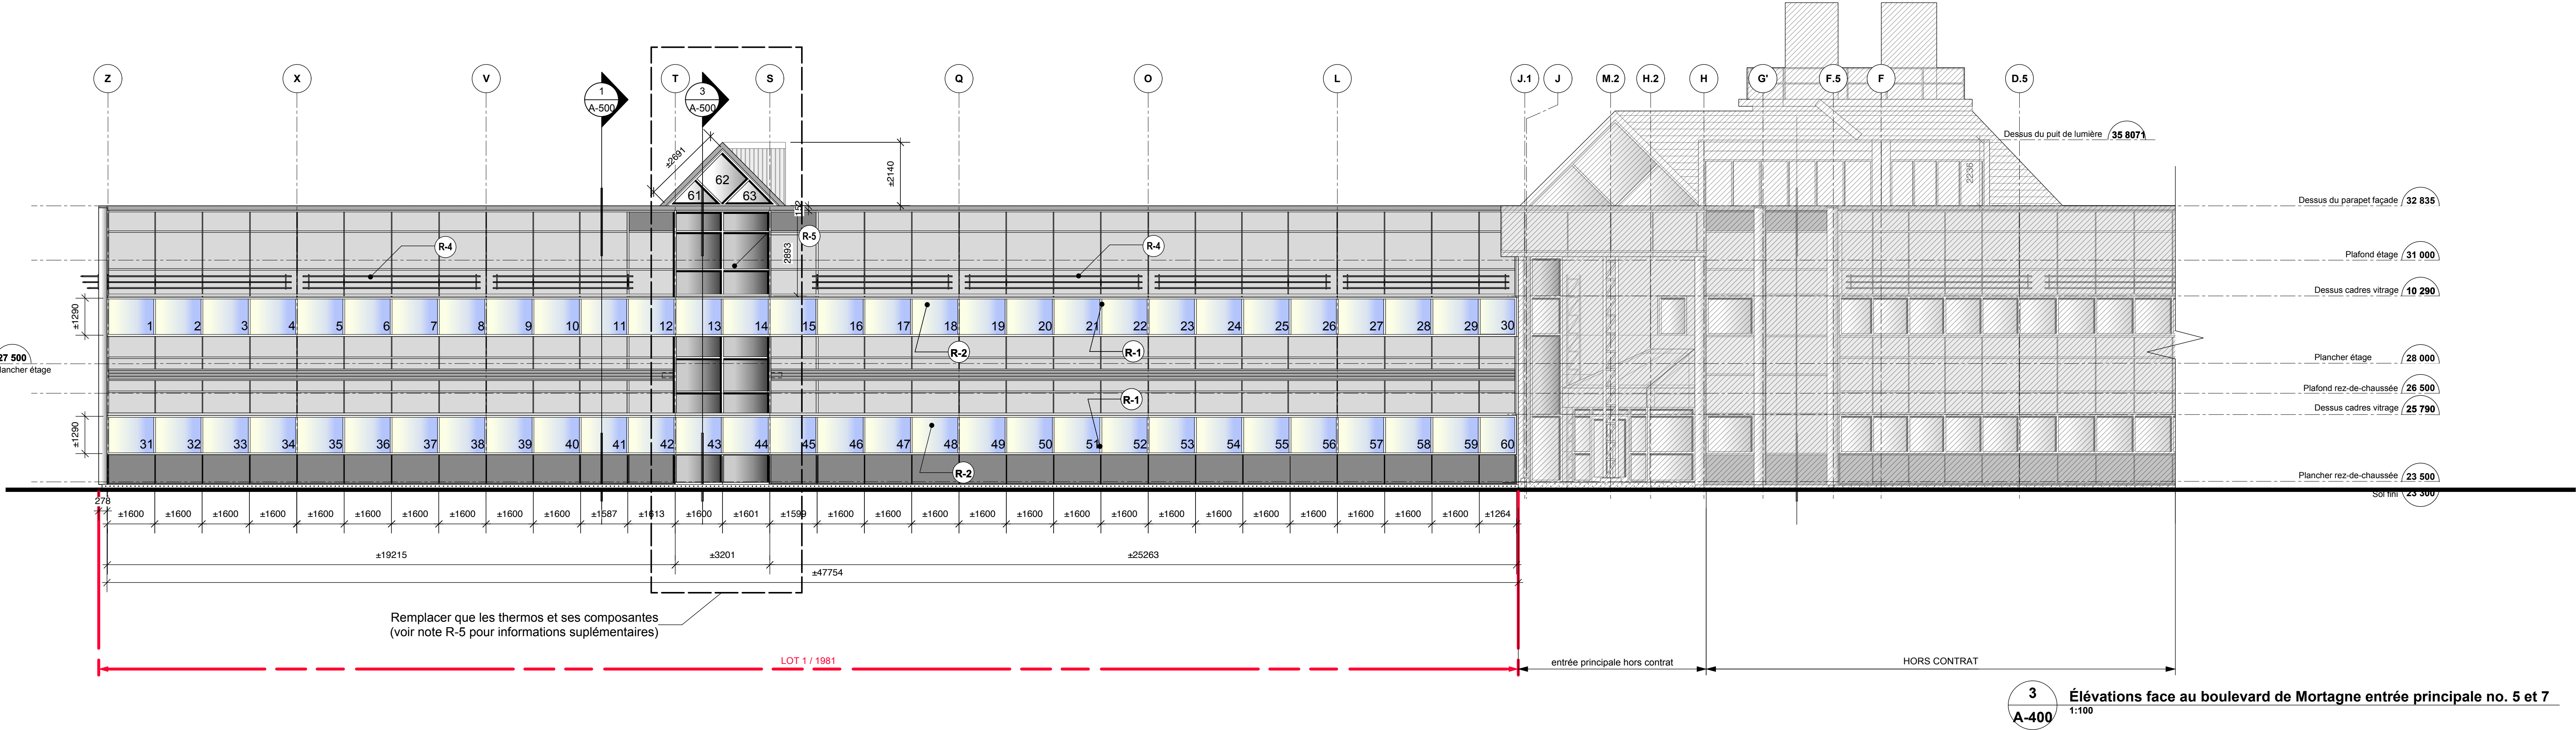 Z X V T S Q O L J.1 J M.2 H.2 H G' F.5 F D.5
1
A-500
3
A-500
±2691
±2140
62
61 63
152
2893
R-4
R-5
R-4
2236
Dessus du puit de lumière 35 8071
Dessus du parapet façade 32 835
Plafond étage 31 000
Dessus cadres vitrage 10 290
Plancher étage 28 000
Plafond rez-de-chaussée 26 500
Dessus cadres vitrage 25 790
Plancher rez-de-chaussée 23 500
Sol fini 23 300
±1290
1 2 3 4 5 6 7 8 9 10 11 12 13 14 15 16 17 18 19 20 21 22 23 24 25 26 27 28 29 30
R-2
R-1
27 500
lancher étage
R-1
±1290
31 32 33 34 35 36 37 38 39 40 41 42 43 44 45 46 47 48 49 50 51 52 53 54 55 56 57 58 59 60
R-2
278
±1600 ±1600 ±1600 ±1600 ±1600 ±1600 ±1600 ±1600 ±1600 ±1600 ±1587 ±1613 ±1600 ±1601 ±1599 ±1600 ±1600 ±1600 ±1600 ±1600 ±1600 ±1600 ±1600 ±1600 ±1600 ±1600 ±1600 ±1600 ±1600 ±1264
±19215 ±3201 ±25263
±47754
Remplacer que les thermos et ses composantes
(voir note R-5 pour informations suplémentaires)
LOT 1 / 1981
entrée principale hors contrat
HORS CONTRAT
3
A-400
Élévations face au boulevard de Mortagne entrée principale no. 5 et 7
1:100